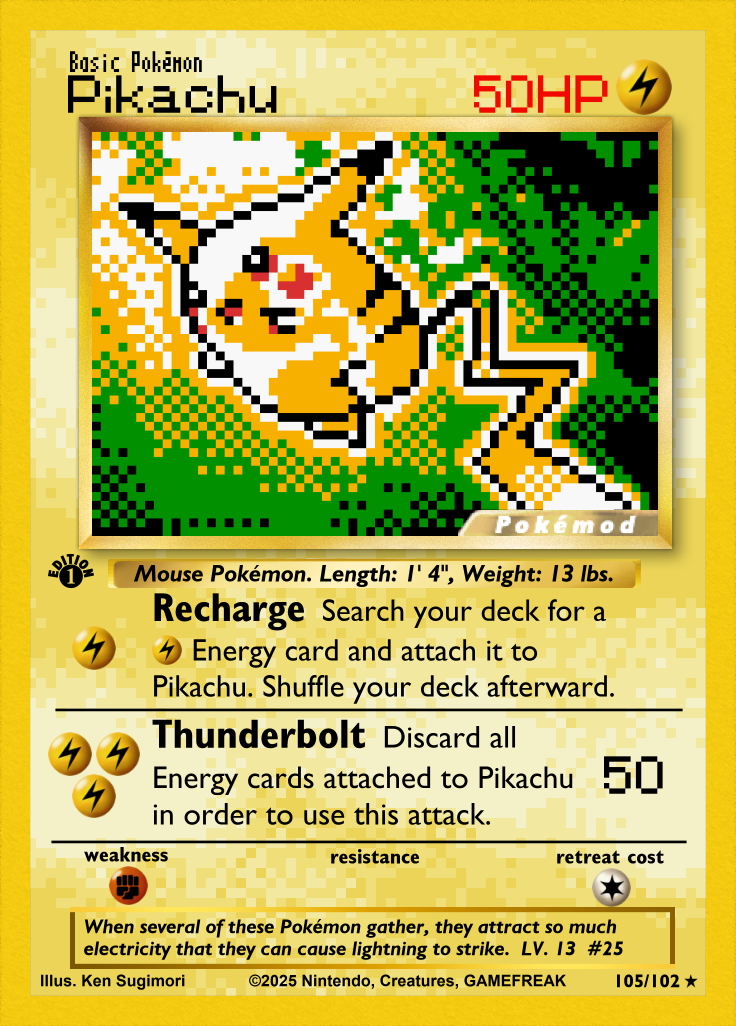 Basic Pokémon
Pikachu 50HP
Pokémod
EDITION 1
Mouse Pokémon. Length: 1' 4", Weight: 13 lbs.
Recharge Search your deck for a
Energy card and attach it to
Pikachu. Shuffle your deck afterward.
Thunderbolt Discard all
Energy cards attached to Pikachu 50
in order to use this attack.
weakness resistance retreat cost
When several of these Pokémon gather, they attract so much
electricity that they can cause lightning to strike. LV. 13 #25
Illus. Ken Sugimori ©2025 Nintendo, Creatures, GAMEFREAK 105/102 ★